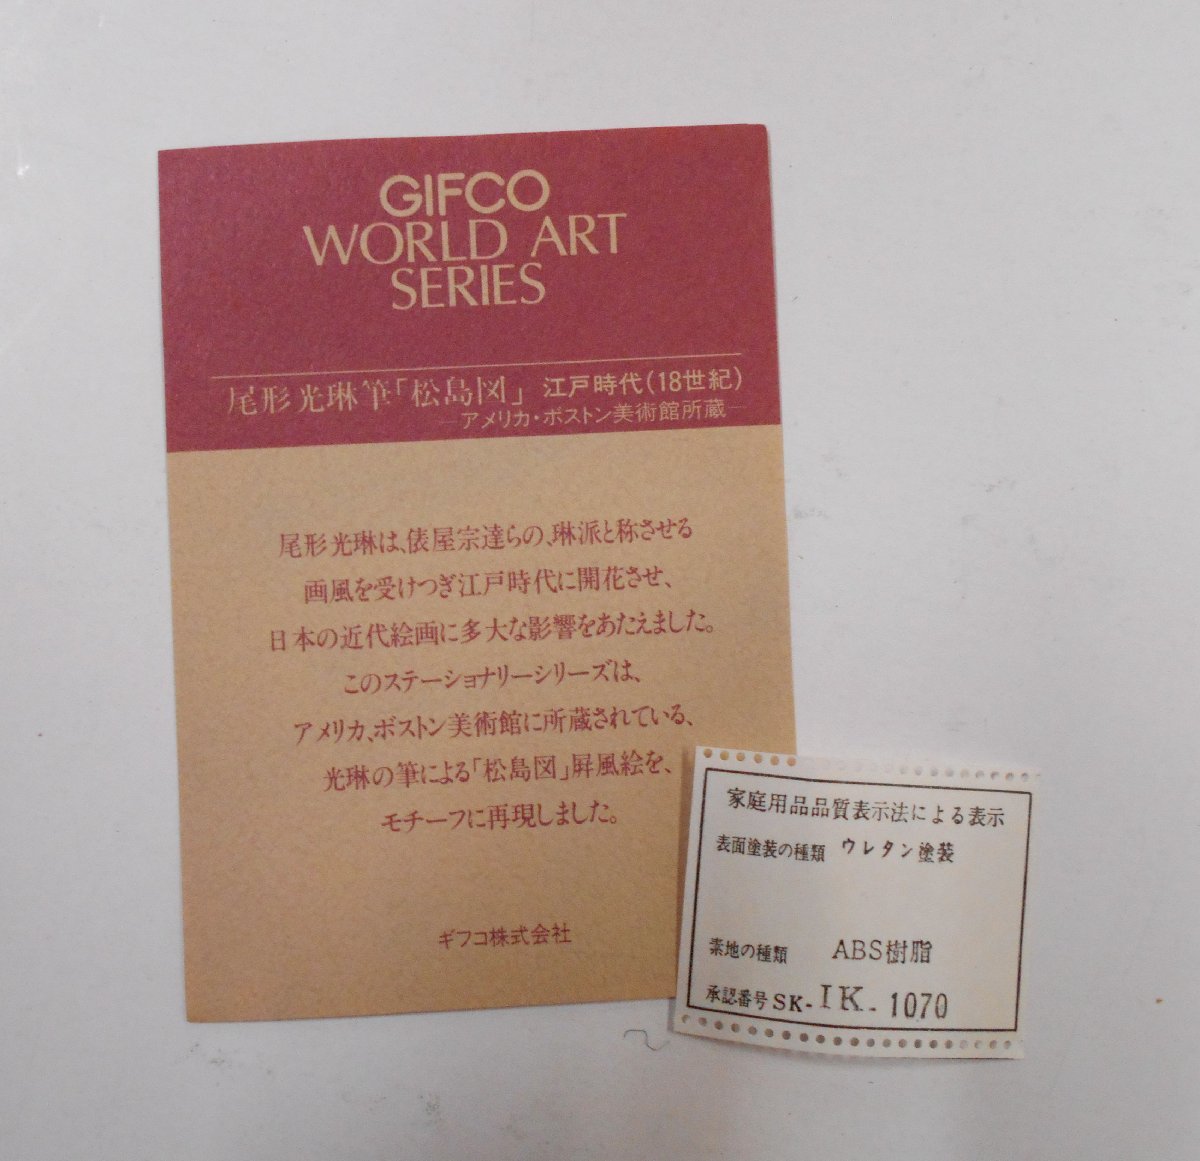 GIFCO
WORLD ART
SERIES
尾形光琳筆「松島図」 江戸時代(18世紀)
—アメリカ・ボストン美術館所蔵—
尾形光琳は、俵屋宗達らの、琳派と称させる
画風を受けつぎ江戸時代に開花させ、
日本の近代絵画に多大な影響をあたえました。
このステーショナリーシリーズは、
アメリカ、ボストン美術館に所蔵されている、
光琳の筆による「松島図」屏風絵を、
モチーフに再現しました。
ギフコ株式会社
家庭用品品質表示法による表示
表面塗装の種類 ウレタン塗装
素地の種類 ABS樹脂
承認番号 SK-IK-1070